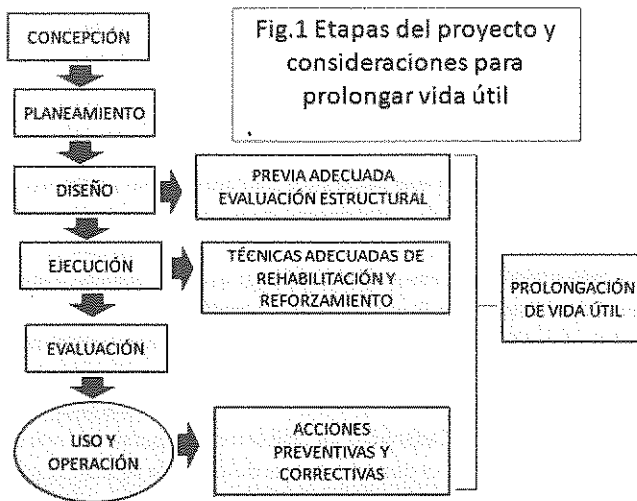 CONCEPCIÓN
Fig.1 Etapas del proyecto y
consideraciones para
prolongar vida útil
PLANEAMIENTO
DISEÑO
PREVIA ADECUADA
EVALUACIÓN ESTRUCTURAL
EJECUCIÓN
TÉCNICAS ADECUADAS DE
REHABILITACIÓN Y
REFORZAMIENTO
PROLONGACIÓN
DE VIDA ÚTIL
EVALUACIÓN
USO Y
OPERACIÓN
ACCIONES
PREVENTIVAS Y
CORRECTIVAS